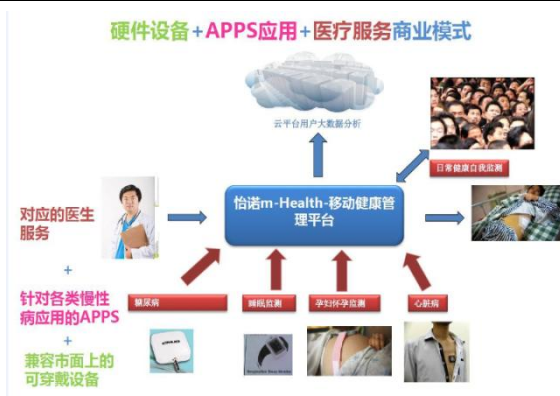 硬件设备+APPS应用+医疗服务商业模式
云平台用户大数据分析
日常健康自我监测
怡诺m-Health-移动健康管
理平台
对应的医生
服务
+
针对各类慢性
病应用的APPS
+
兼容市面上的
可穿戴设备
糖尿病
睡眠监测
孕妇怀孕监测
心脏病